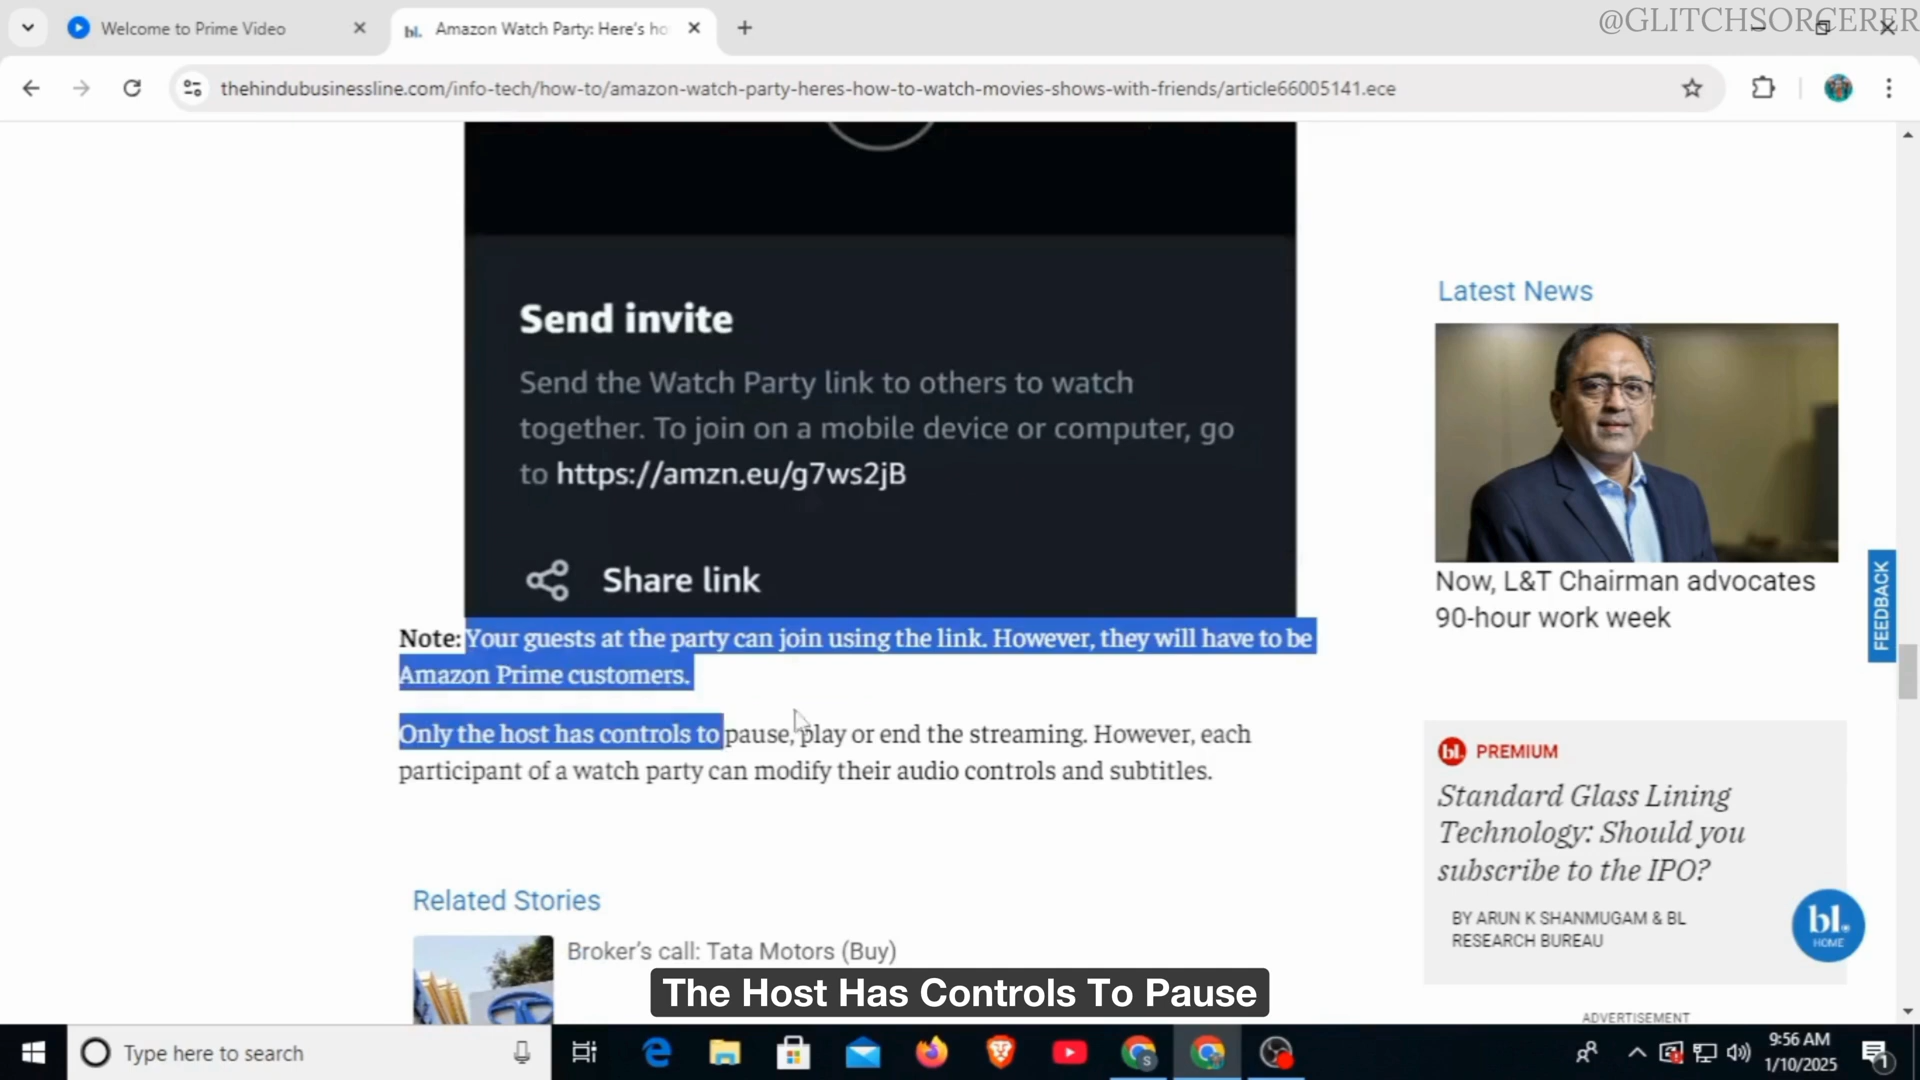 Welcome to Prime Video
bl. Amazon Watch Party: Here's ho
@GLITCHSORCERER
thehindubusinessline.com/info-tech/how-to/amazon-watch-party-heres-how-to-watch-movies-shows-with-friends/article66005141.ece
Send invite
Send the Watch Party link to others to watch
together. To join on a mobile device or computer, go
to https://amzn.eu/g7ws2jB
Share link
Note: Your guests at the party can join using the link. However, they will have to be
Amazon Prime customers.
Only the host has controls to pause, play or end the streaming. However, each
participant of a watch party can modify their audio controls and subtitles.
Related Stories
Broker's call: Tata Motors (Buy)
Latest News
Now, L&T Chairman advocates
90-hour work week
FEEDBACK
bl. PREMIUM
Standard Glass Lining
Technology: Should you
subscribe to the IPO?
BY ARUN K SHANMUGAM & BL
RESEARCH BUREAU
bl.
HOME
ADVERTISEMENT
The Host Has Controls To Pause
Type here to search
S
9:56 AM
1/10/2025
1